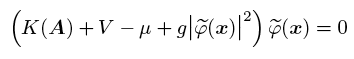 (K(𝑨) + V − μ + g|φ̃(𝒙)|²) φ̃(𝒙) = 0